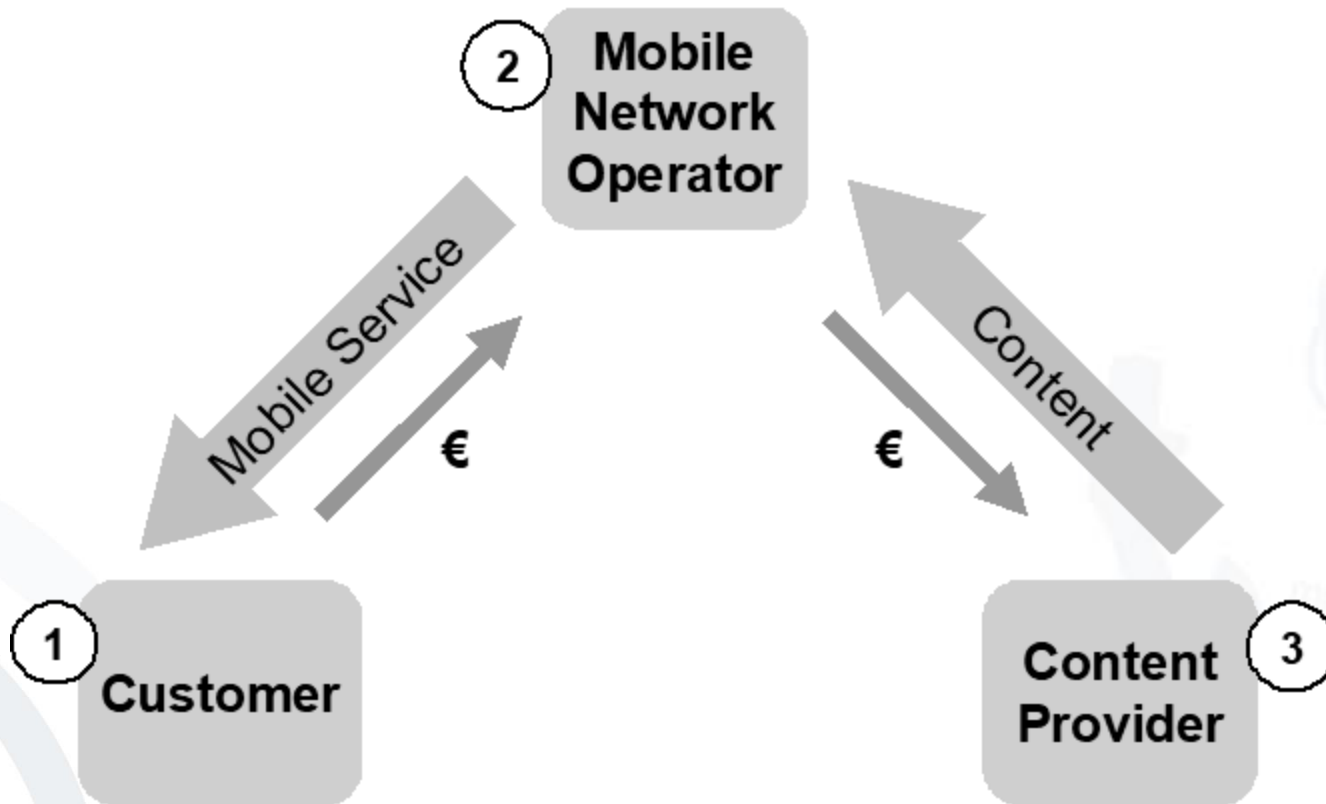 2
Mobile
Network
Operator
Mobile Service
€
€
Content
1
Customer
Content
Provider
3